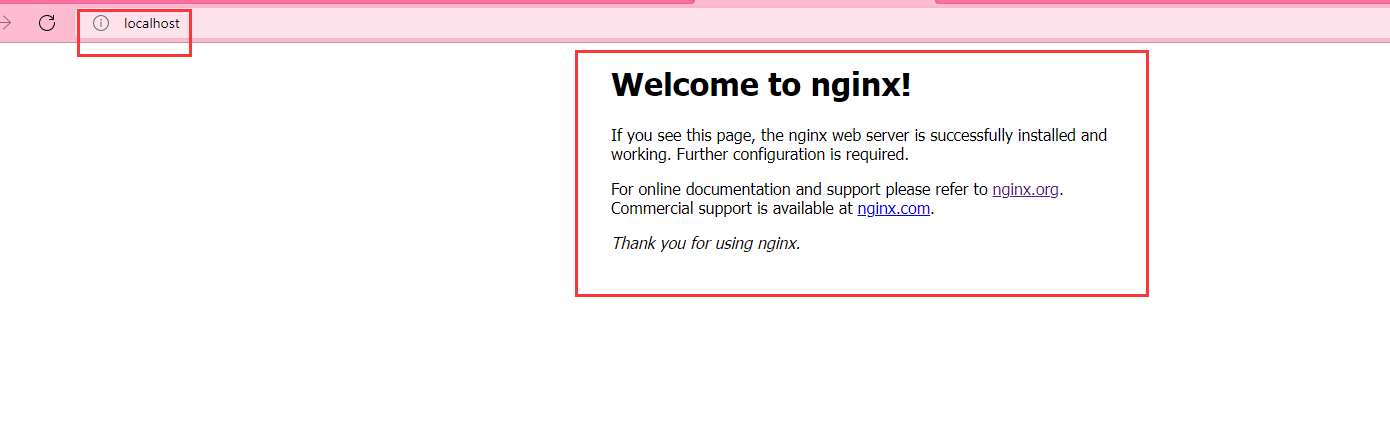 localhost
Welcome to nginx!
If you see this page, the nginx web server is successfully installed and
working. Further configuration is required.
For online documentation and support please refer to nginx.org.
Commercial support is available at nginx.com.
Thank you for using nginx.